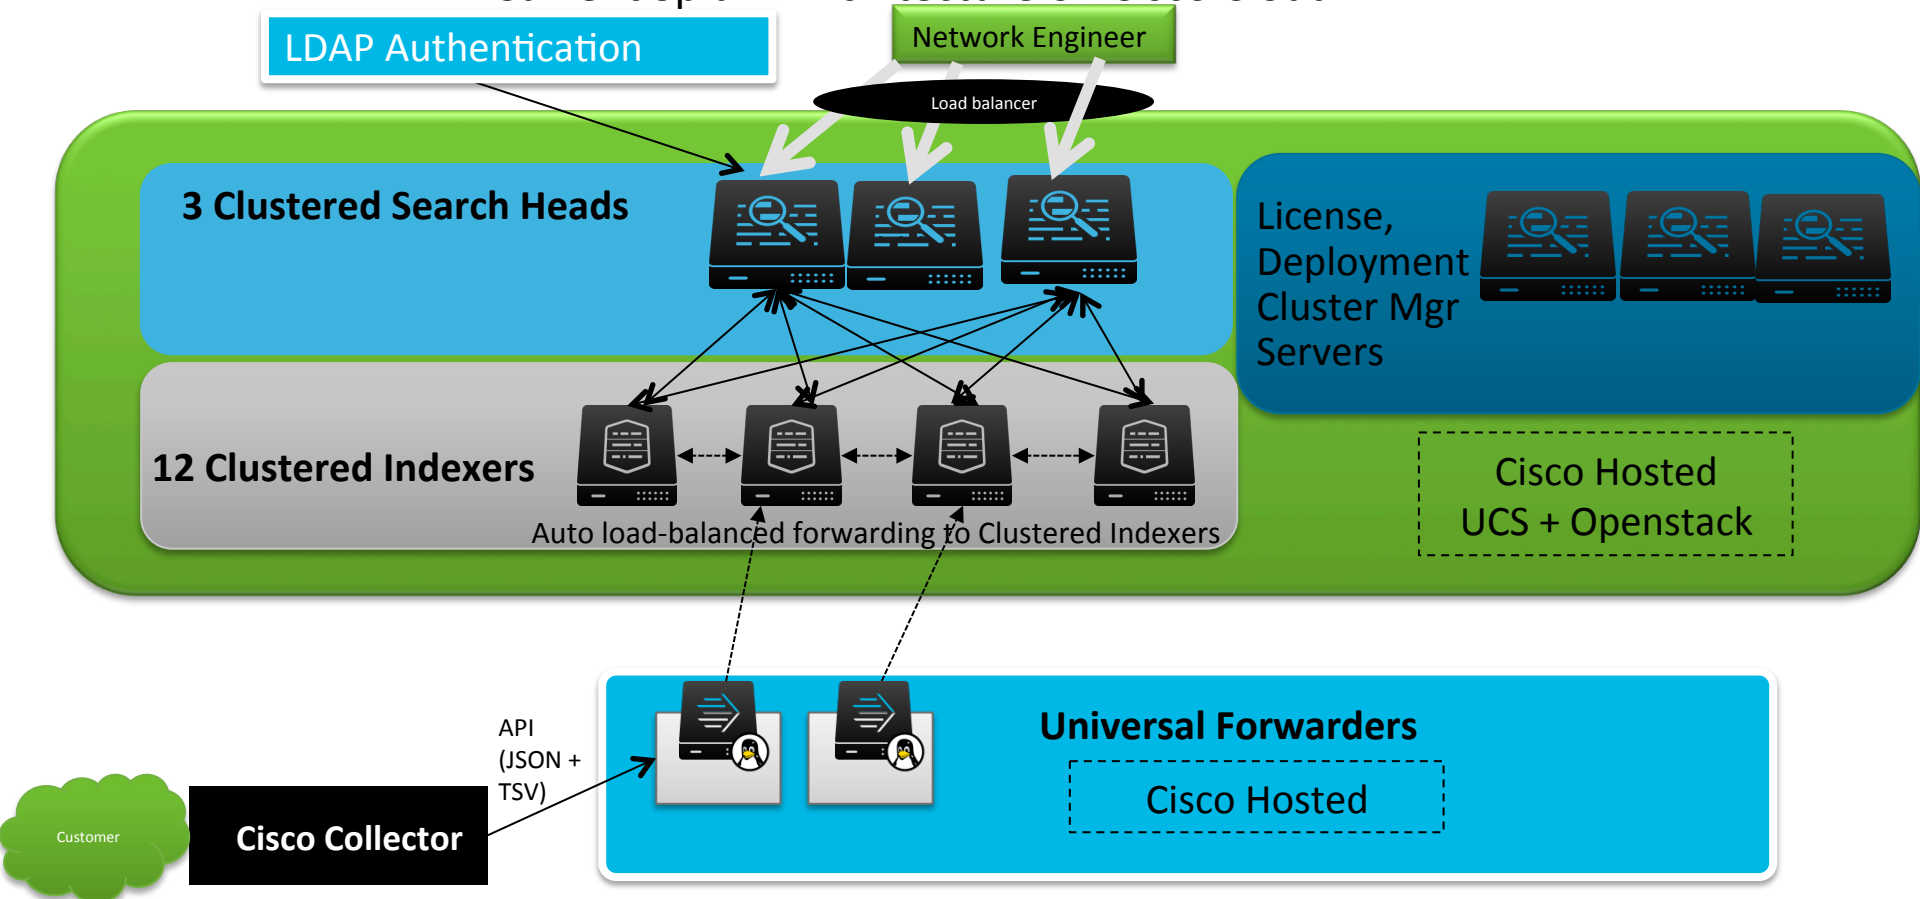 LDAP Authentication
Network Engineer
Load balancer
3 Clustered Search Heads
License,
Deployment
Cluster Mgr
Servers
12 Clustered Indexers
Auto load-balanced forwarding to Clustered Indexers
Cisco Hosted
UCS + Openstack
API
(JSON +
TSV)
Universal Forwarders
Cisco Hosted
Customer
Cisco Collector